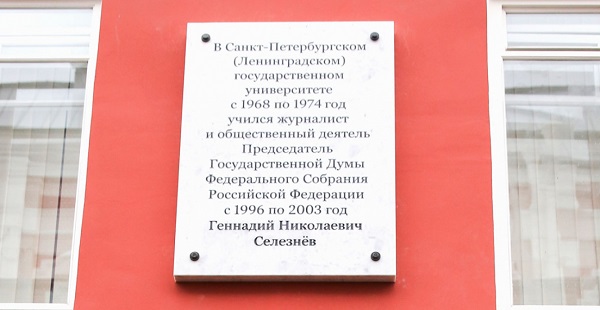 В Санкт-Петербургском
(Ленинградском)
государственном
университете
с 1968 по 1974 год
учился журналист
и общественный деятель
Председатель
Государственной Думы
Федерального Собрания
Российской Федерации
с 1996 по 2003 год
Геннадий Николаевич
Селезнёв